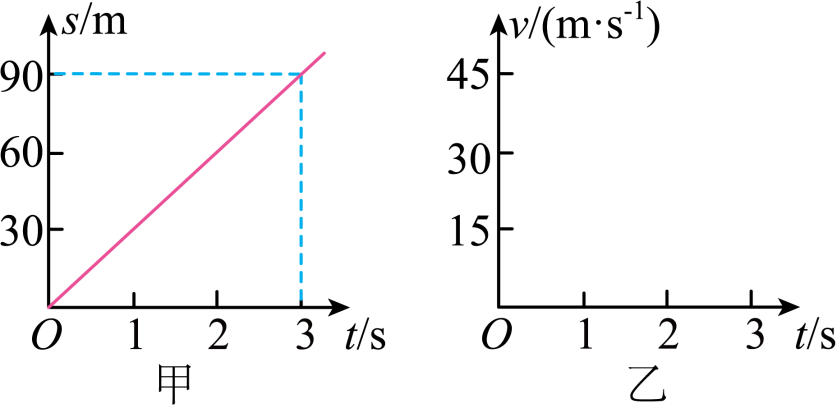 s/m
90
60
30
O 1 2 3 t/s
甲
v/(m·s⁻¹)
45
30
15
O 1 2 3 t/s
乙